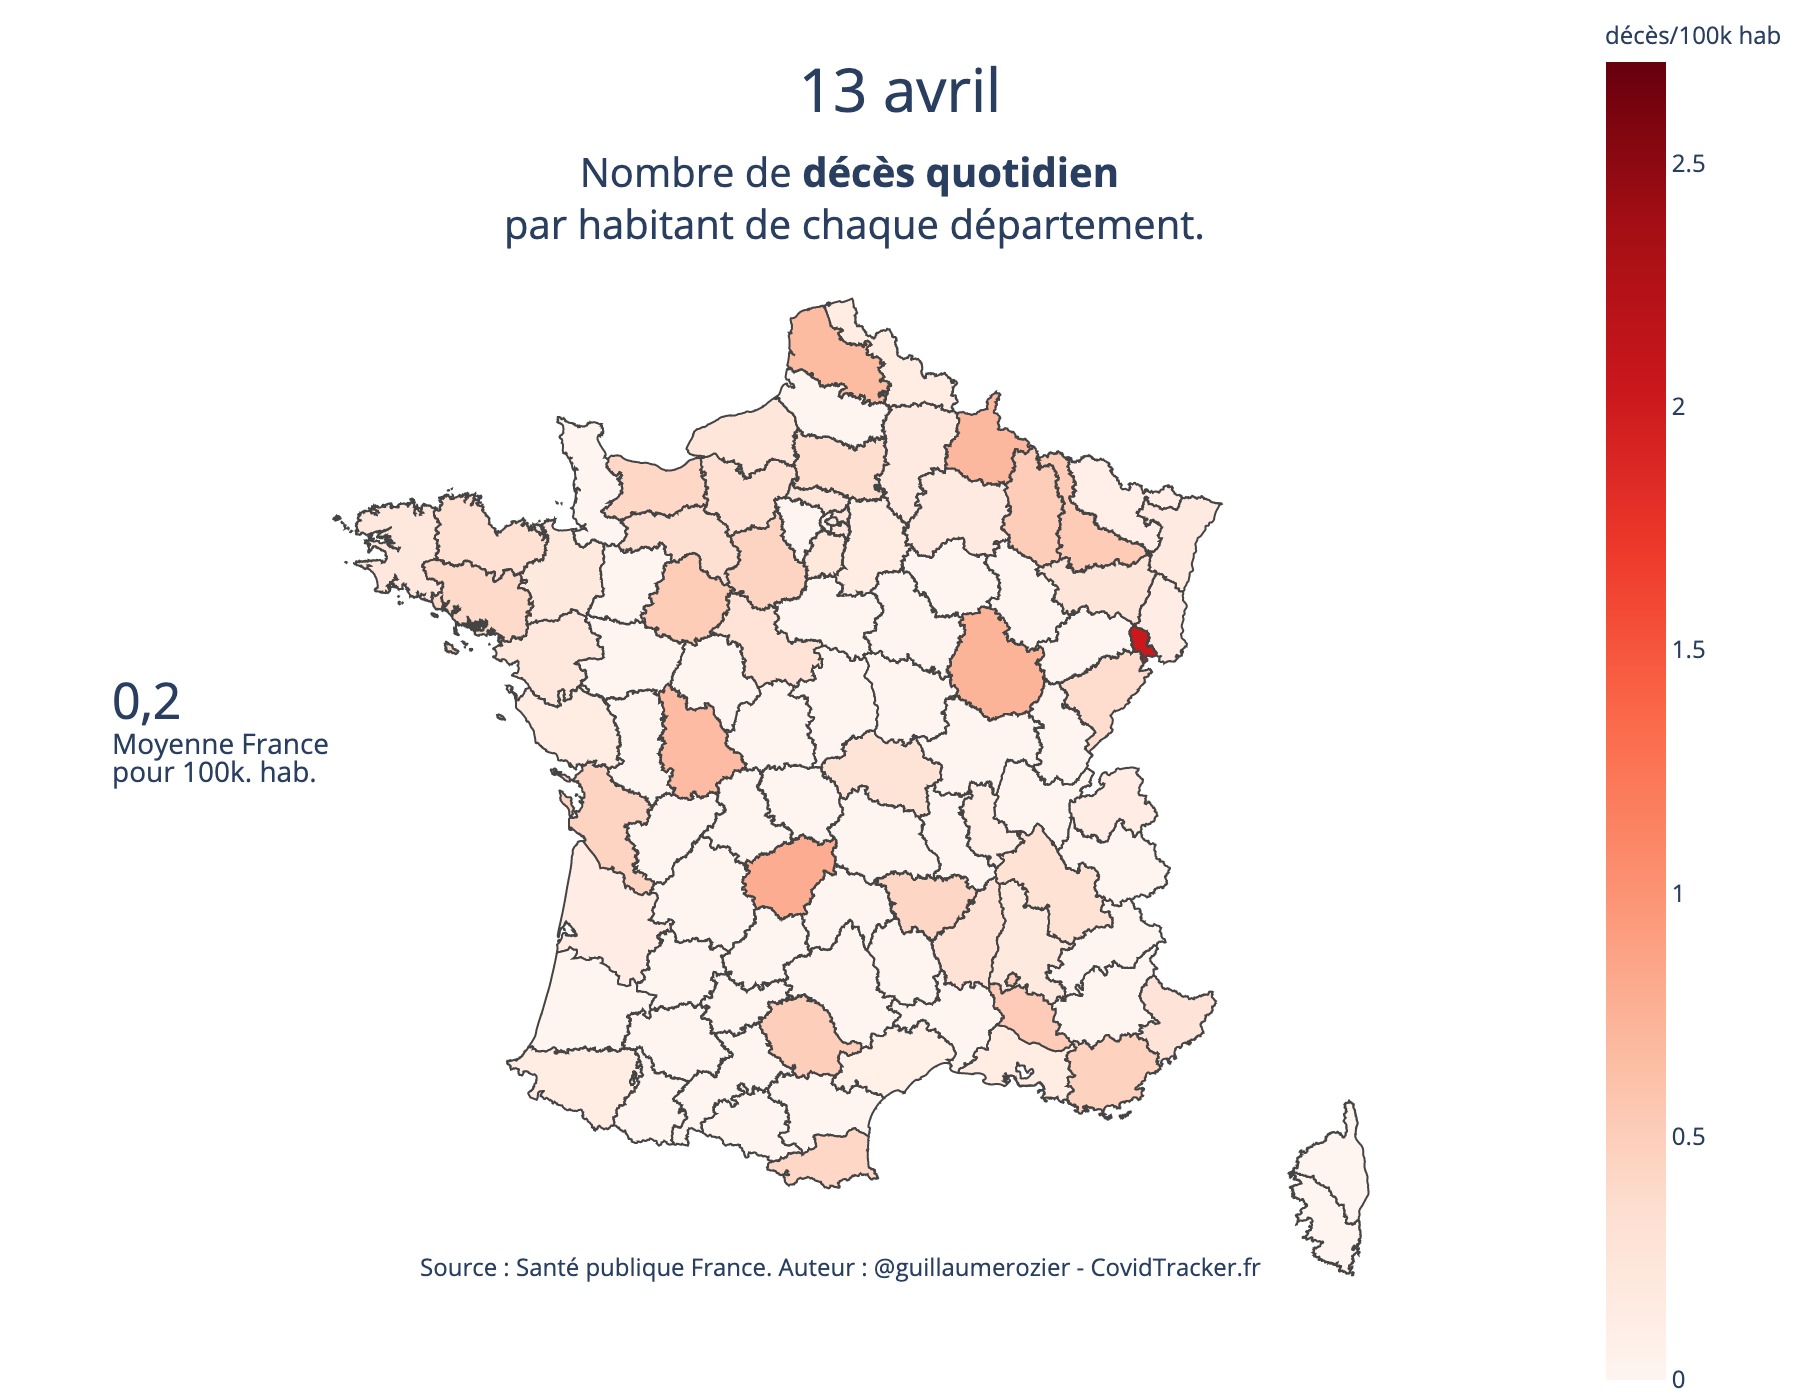 décès/100k hab
13 avril
Nombre de décès quotidien
par habitant de chaque département.
2.5
2
1.5
1
0.5
0
0,2
Moyenne France
pour 100k. hab.
Source : Santé publique France. Auteur : @guillaumerozier - CovidTracker.fr